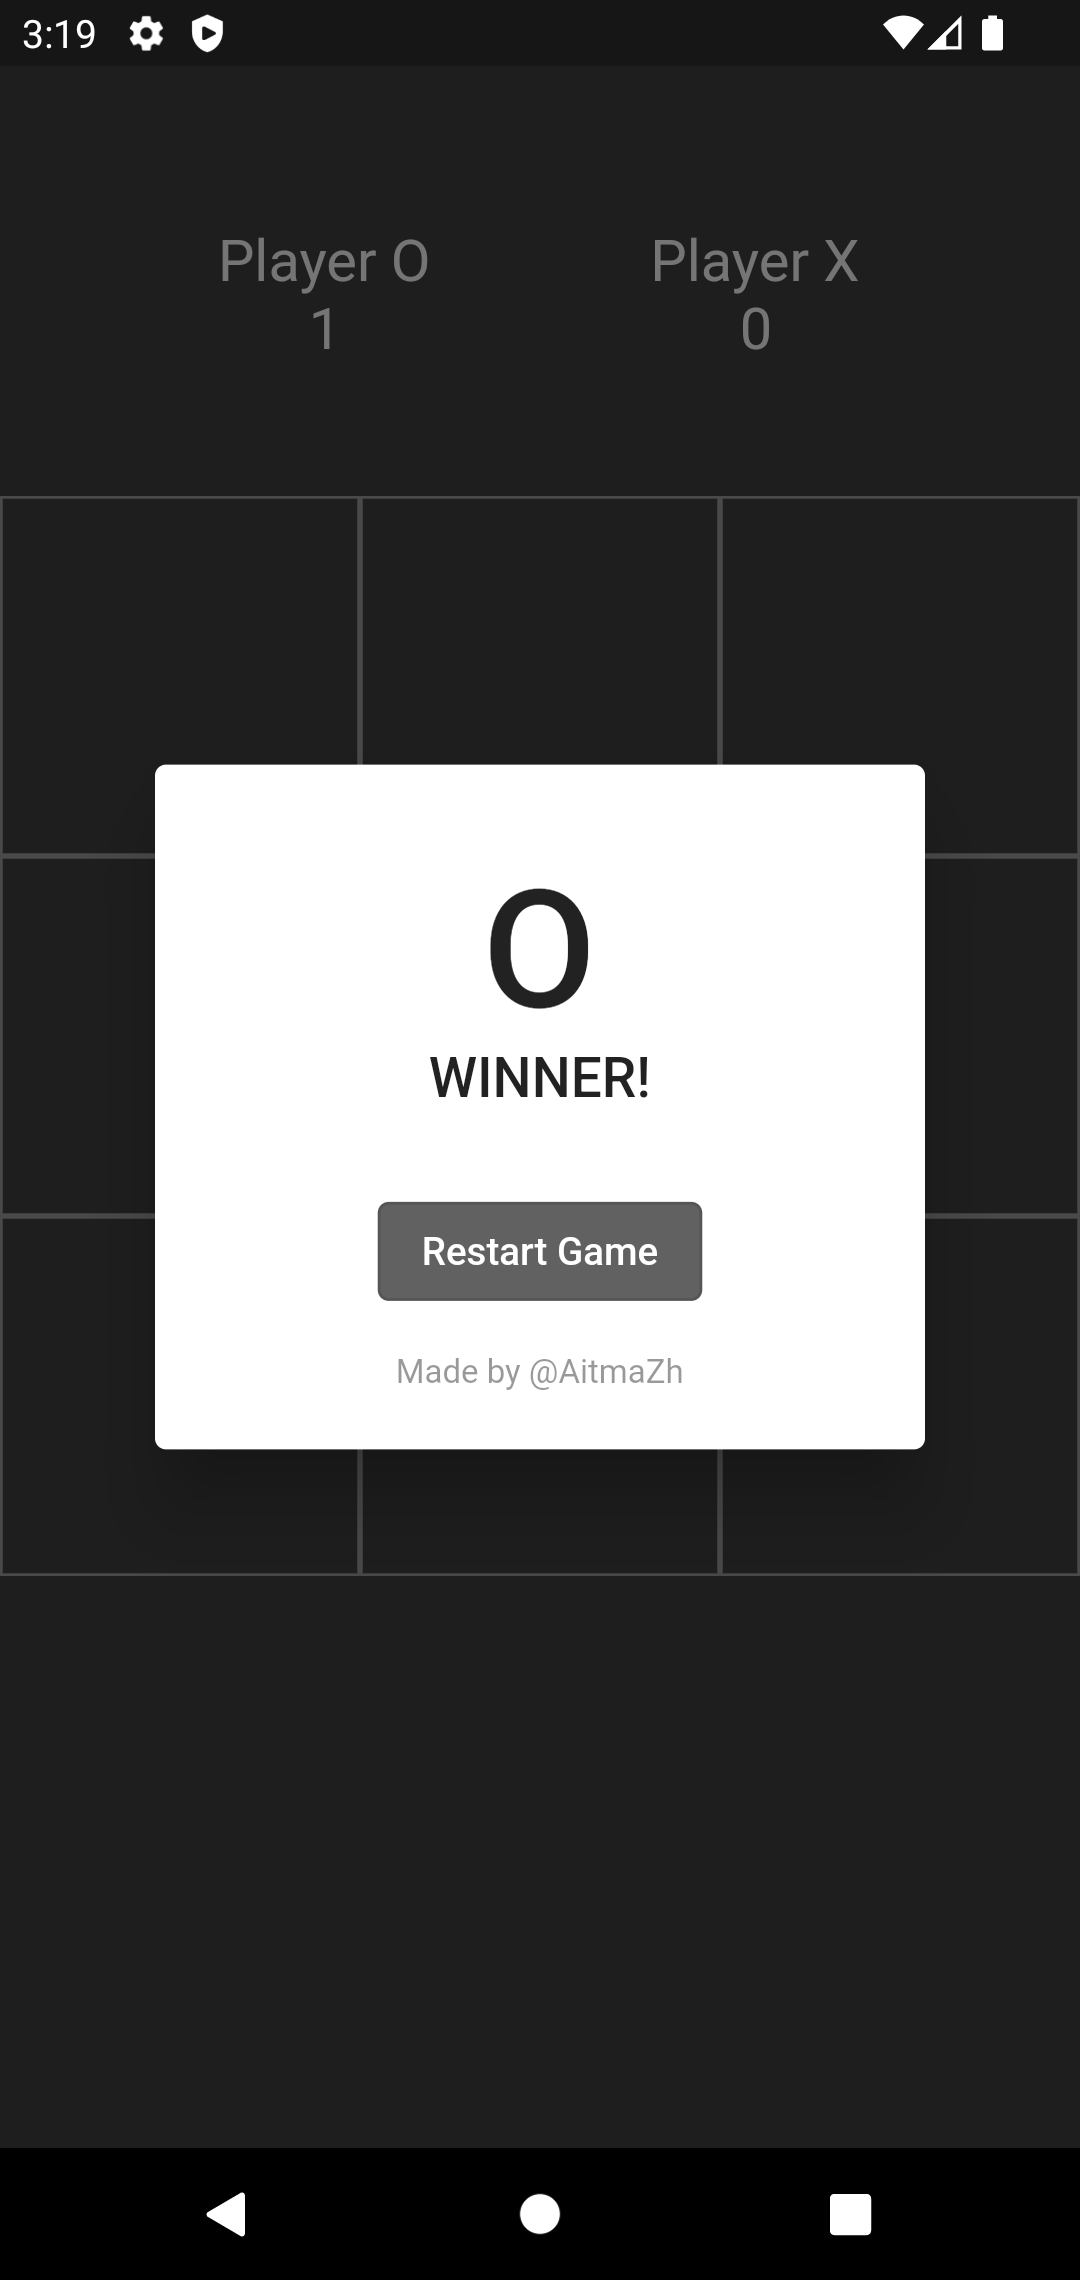 3:19
Player O Player X
1 0
O
WINNER!
Restart Game
Made by @AitmaZh